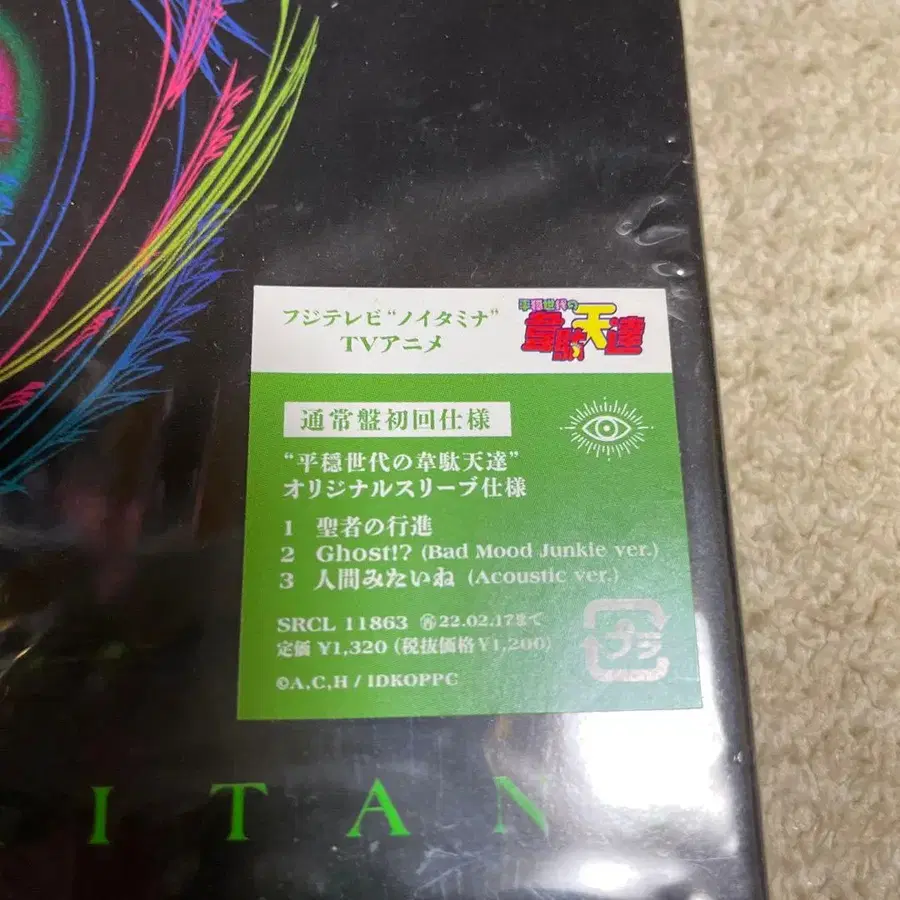 フジテレビ“ノイタミナ”
TVアニメ
平穏世代の
韋駄天達
通常盤初回仕様
“平穏世代の韋駄天達”
オリジナルスリーブ仕様
1 聖者の行進
2 Ghost!? (Bad Mood Junkie ver.)
3 人間みたいね (Acoustic ver.)
SRCL 11863 ㊕22.02.17まで
定価 ¥1,320 (税抜価格¥1,200)
プラ
©A,C,H / IDKOPPC
ITAN